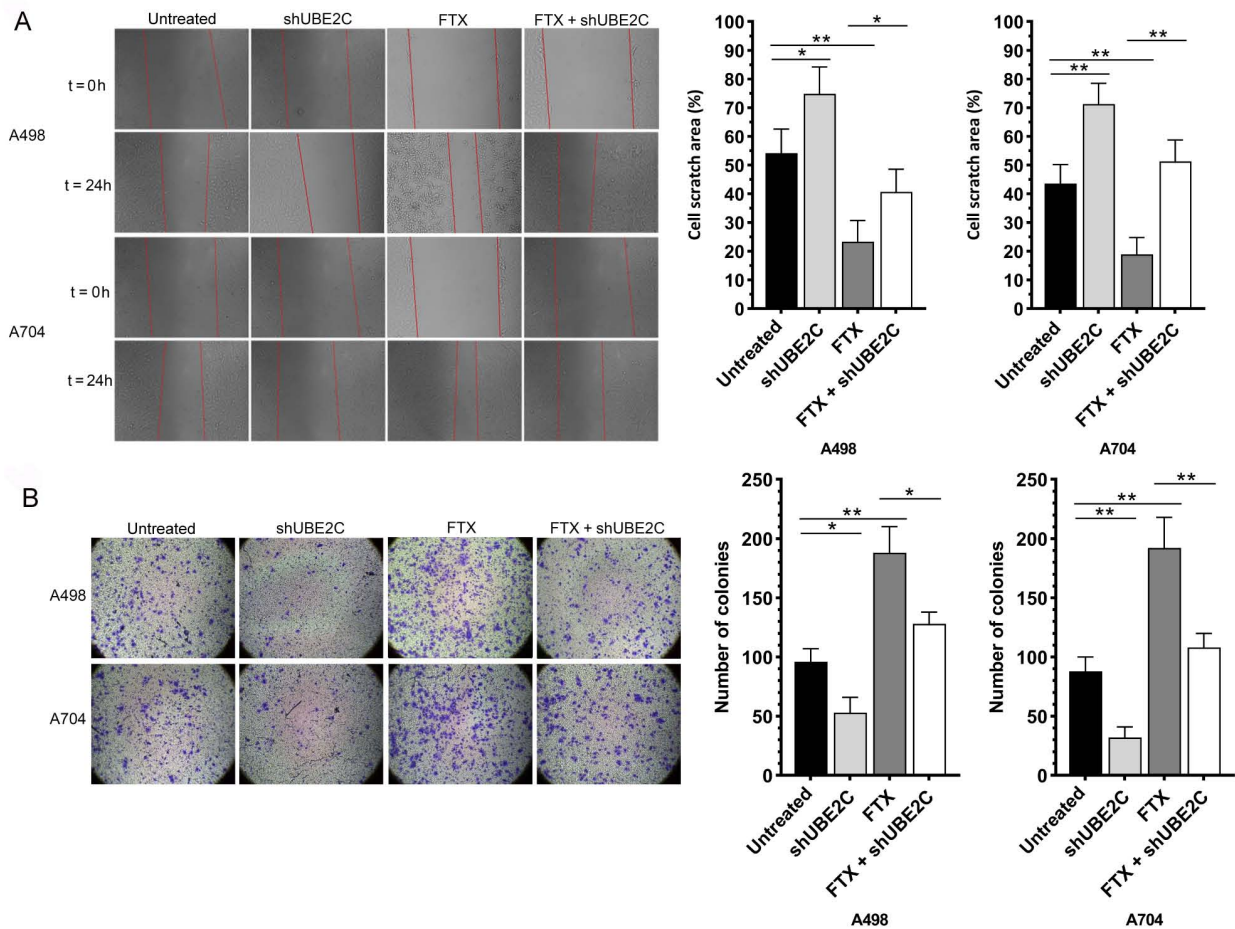 A
Untreated
shUBE2C
FTX
FTX + shUBE2C
t = 0h
A498
t = 24h
t = 0h
A704
t = 24h
Cell scratch area (%)
100
90
80
70
60
50
40
30
20
10
0
*
**
*
Untreated
shUBE2C
FTX
FTX + shUBE2C
A498
Cell scratch area (%)
100
90
80
70
60
50
40
30
20
10
0
**
**
**
Untreated
shUBE2C
FTX
FTX + shUBE2C
A704
B
Untreated
shUBE2C
FTX
FTX + shUBE2C
A498
A704
Number of colonies
250
200
150
100
50
0
*
**
*
Untreated
shUBE2C
FTX
FTX + shUBE2C
A498
Number of colonies
250
200
150
100
50
0
**
**
**
Untreated
shUBE2C
FTX
FTX + shUBE2C
A704